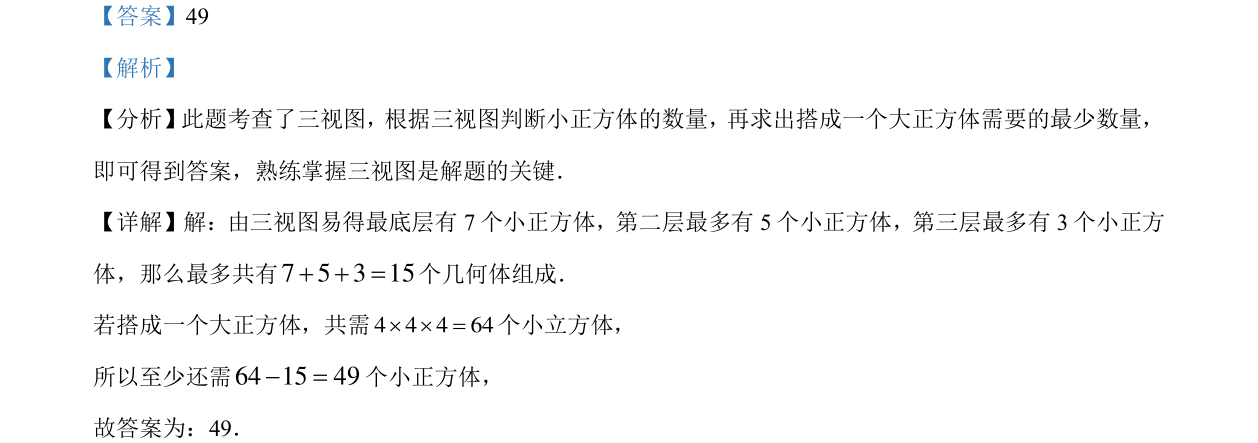 【答案】49
【解析】
【分析】此题考查了三视图，根据三视图判断小正方体的数量，再求出搭成一个大正方体需要的最少数量，
即可得到答案，熟练掌握三视图是解题的关键．
【详解】解：由三视图易得最底层有 7 个小正方体，第二层最多有 5 个小正方体，第三层最多有 3 个小正方
体，那么最多共有7+5+3=15个几何体组成．
若搭成一个大正方体，共需4×4×4=64个小立方体，
所以至少还需64−15=49个小正方体，
故答案为：49．